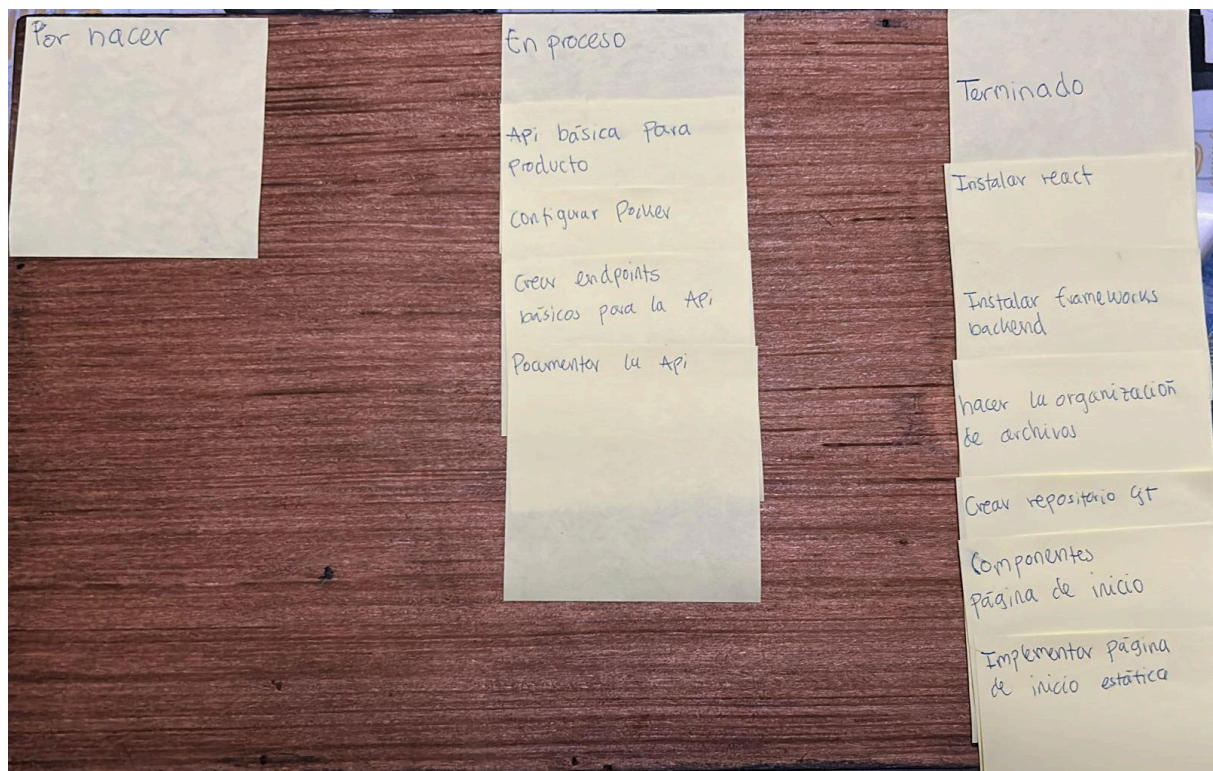 Por hacer
En proceso
Api básica para
producto
configurar Docker
Crear endpoints
básicos para la Api
Documentar la Api
Terminado
Instalar react
Instalar frameworks
backend
hacer la organización
de archivos
Crear repositorio git
Componentes
página de inicio
Implementar página
de inicio estática